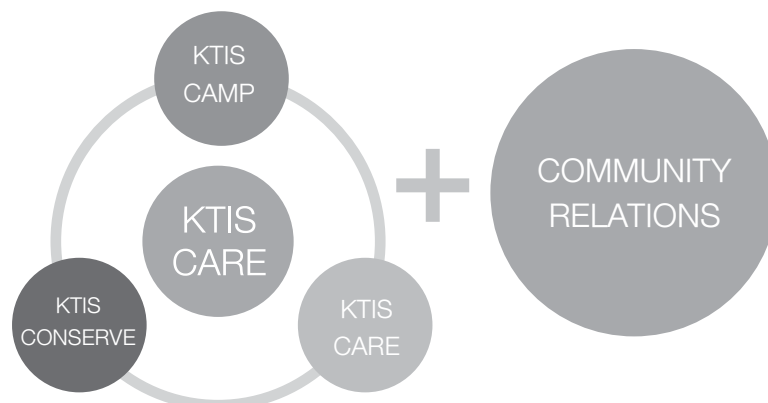 KTIS
CAMP
KTIS
CARE
KTIS
CONSERVE
KTIS
CARE
COMMUNITY
RELATIONS